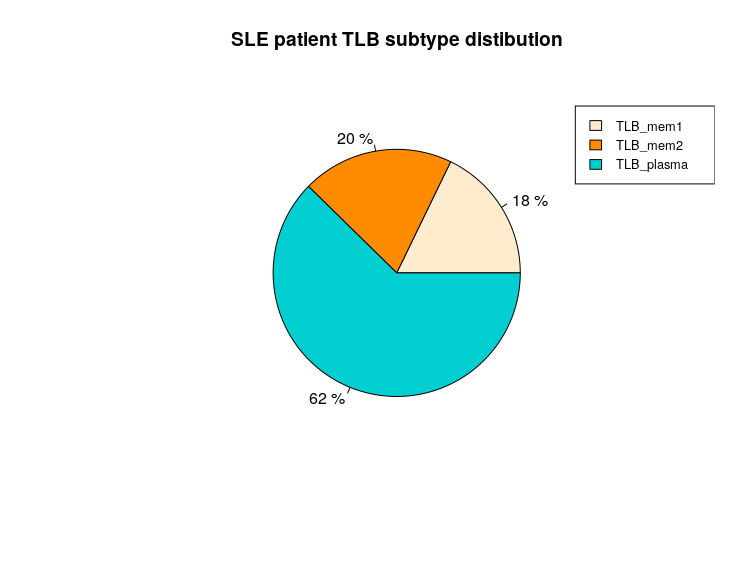 SLE patient TLB subtype distibution
TLB_mem1
TLB_mem2
TLB_plasma
20 %
18 %
62 %